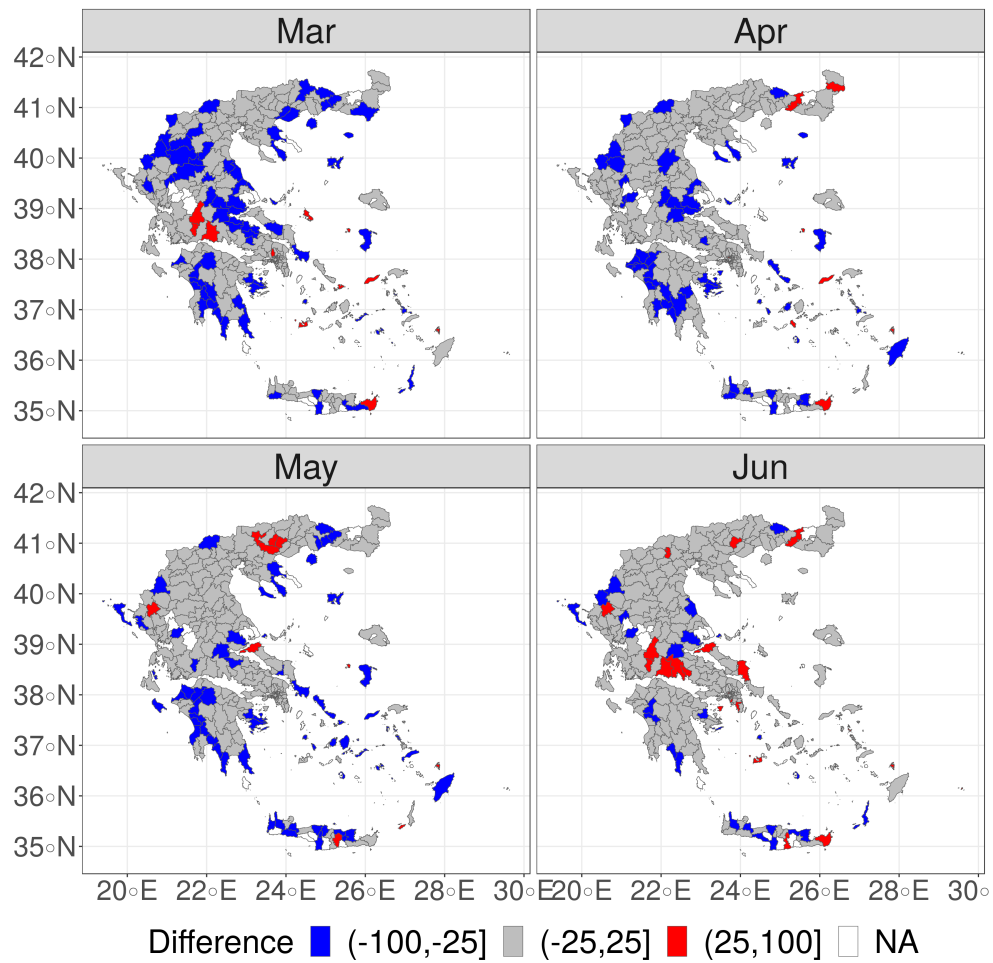 Mar
Apr
42◦N
41◦N
40◦N
39◦N
38◦N
37◦N
36◦N
35◦N
May
Jun
42◦N
41◦N
40◦N
39◦N
38◦N
37◦N
36◦N
35◦N
20◦E 22◦E 24◦E 26◦E 28◦E 30◦E 20◦E 22◦E 24◦E 26◦E 28◦E 30◦
Difference (-100,-25] (-25,25] (25,100] NA